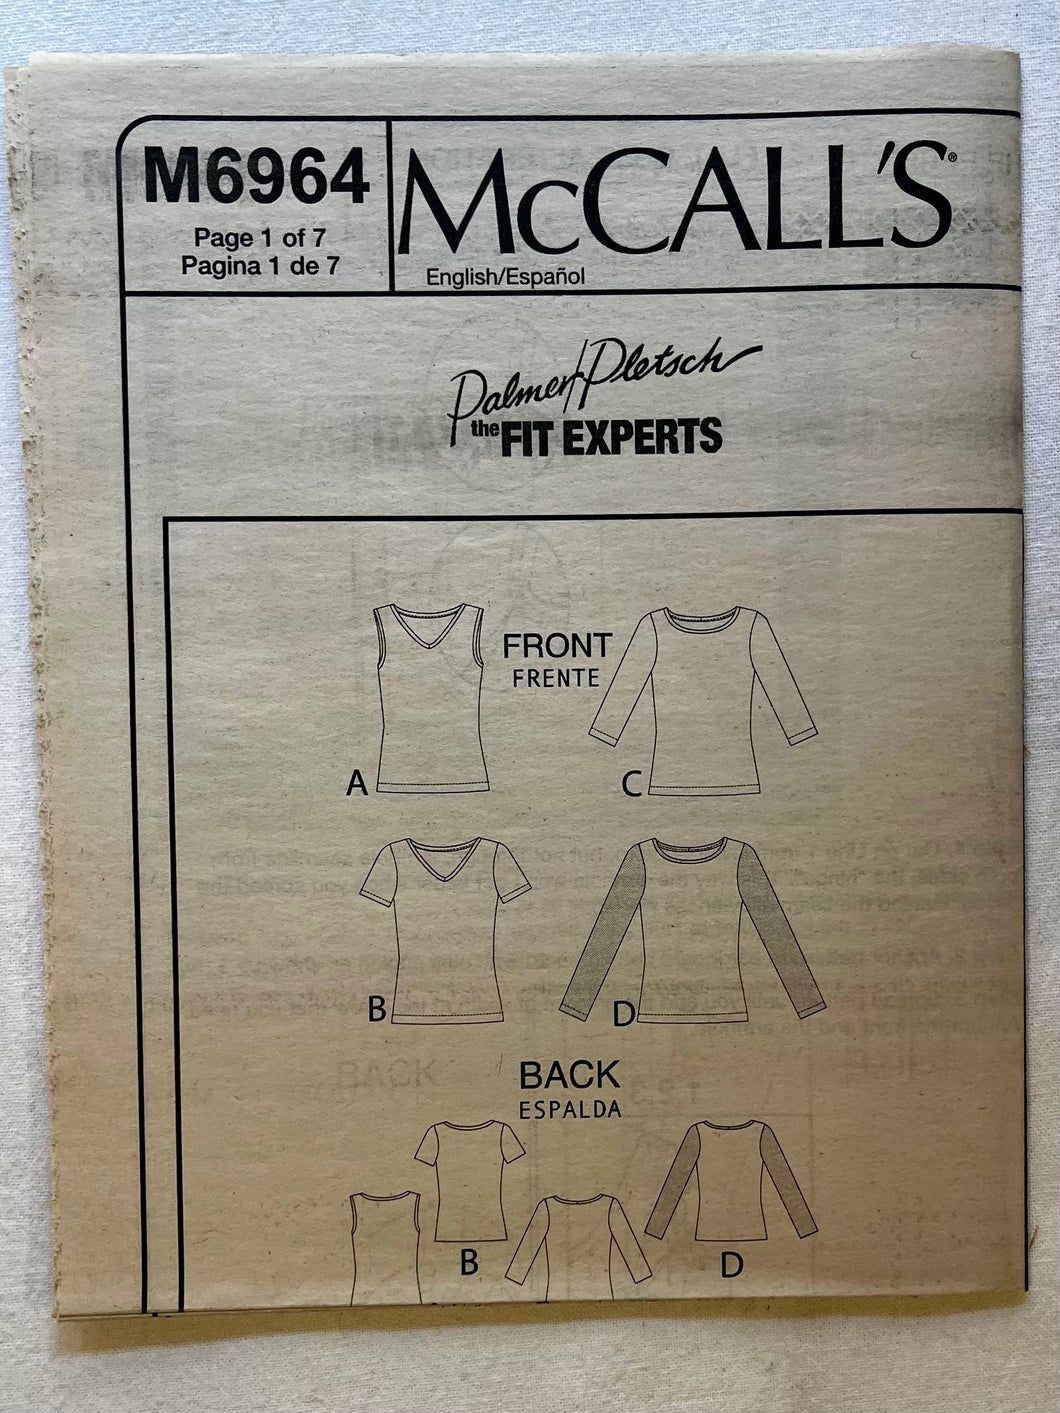 M6964
Page 1 of 7
Pagina 1 de 7
McCALL'S®
English/Español
Palmer/Pletsch
the FIT EXPERTS
FRONT
FRENTE
A
C
B
D
BACK
ESPALDA
B
D